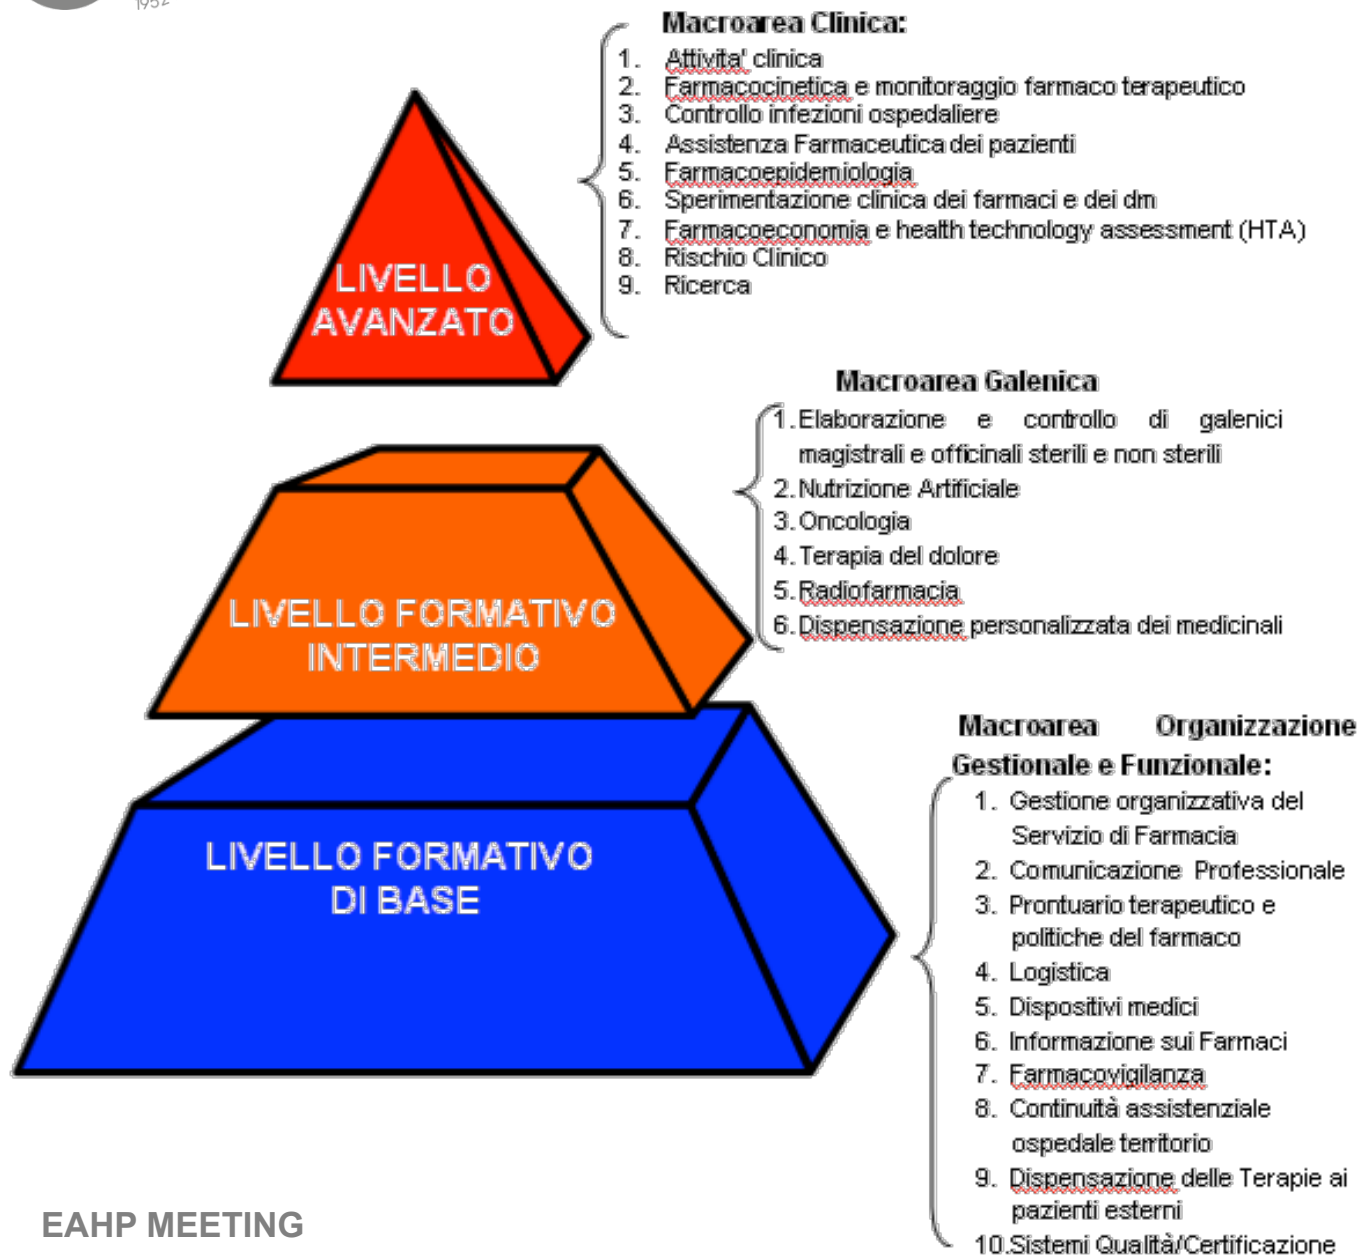 1952
Macroarea Clinica:
1. Attivita' clinica
2. Farmacocinetica e monitoraggio farmaco terapeutico
3. Controllo infezioni ospedaliere
4. Assistenza Farmaceutica dei pazienti
5. Farmacoepidemiologia
6. Sperimentazione clinica dei farmaci e dei dm
7. Farmacoeconomia e health technology assessment (HTA)
8. Rischio Clinico
9. Ricerca
LIVELLO
AVANZATO
Macroarea Galenica
1. Elaborazione e controllo di galenici
magistrali e officinali sterili e non sterili
2. Nutrizione Artificiale
3. Oncologia
4. Terapia del dolore
5. Radiofarmacia
6. Dispensazione personalizzata dei medicinali
LIVELLO FORMATIVO
INTERMEDIO
Macroarea Organizzazione
Gestionale e Funzionale:
1. Gestione organizzativa del
Servizio di Farmacia
2. Comunicazione Professionale
3. Prontuario terapeutico e
politiche del farmaco
4. Logistica
5. Dispositivi medici
6. Informazione sui Farmaci
7. Farmacovigilanza
8. Continuità assistenziale
ospedale territorio
9. Dispensazione delle Terapie ai
pazienti esterni
10. Sistemi Qualità/Certificazione
LIVELLO FORMATIVO
DI BASE
EAHP MEETING